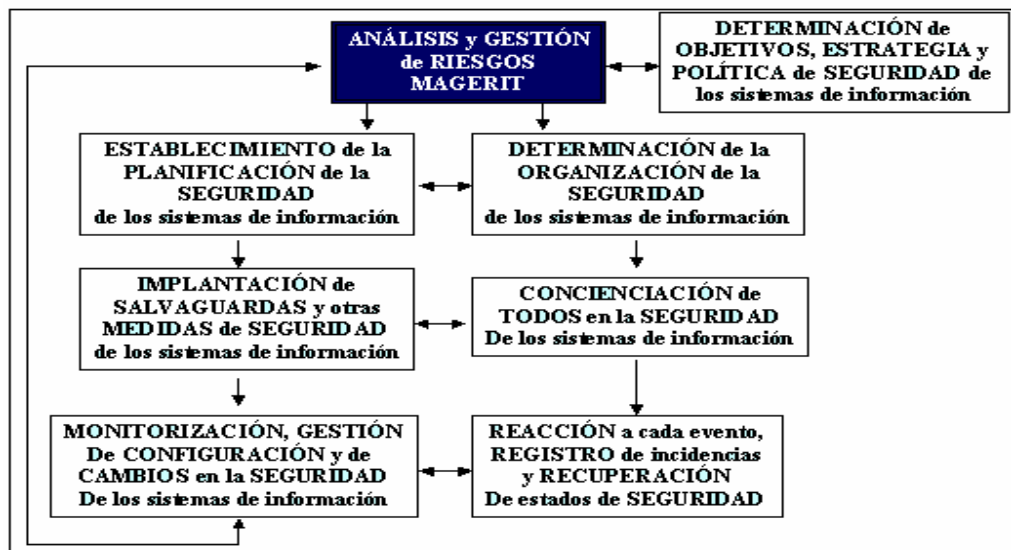 ANÁLISIS y GESTIÓN
de RIESGOS
MAGERIT
DETERMINACIÓN de
OBJETIVOS, ESTRATEGIA y
POLÍTICA de SEGURIDAD de
los sistemas de información
ESTABLECIMIENTO de la
PLANIFICACIÓN de la
SEGURIDAD
de los sistemas de información
DETERMINACIÓN de la
ORGANIZACIÓN de la
SEGURIDAD
de los sistemas de información
IMPLANTACIÓN de
SALVAGUARDAS y otras
MEDIDAS de SEGURIDAD
de los sistemas de información
CONCIENCIACIÓN de
TODOS en la SEGURIDAD
De los sistemas de información
MONITORIZACIÓN, GESTIÓN
De CONFIGURACIÓN y de
CAMBIOS en la SEGURIDAD
De los sistemas de información
REACCIÓN a cada evento,
REGISTRO de incidencias
y RECUPERACIÓN
De estados de SEGURIDAD